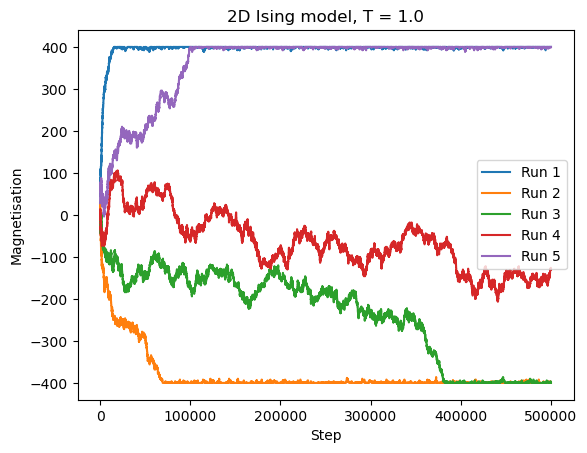 2D Ising model, T = 1.0
Magnetisation
400
300
200
100
0
−100
−200
−300
−400
Run 1
Run 2
Run 3
Run 4
Run 5
0 100000 200000 300000 400000 500000
Step